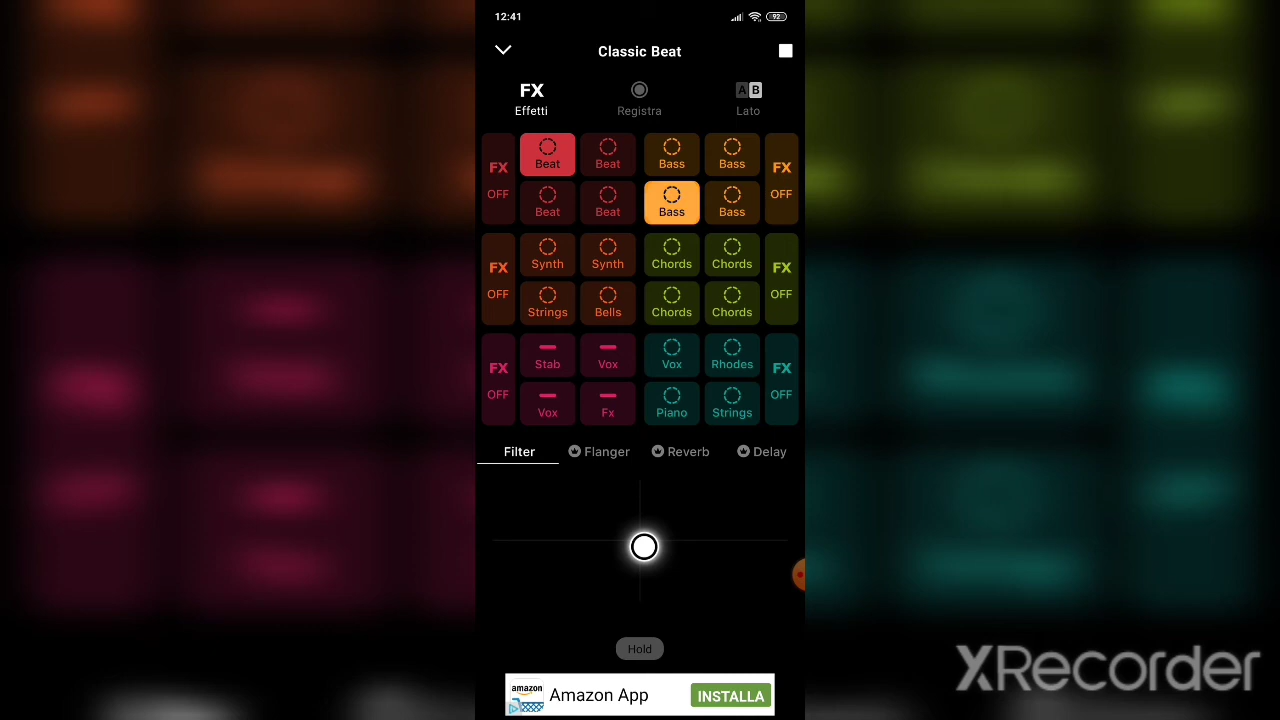 12:41
92
Classic Beat
FX
A B
Effetti
Registra
Lato
FX
OFF
Beat
Beat
Bass
Bass
FX
OFF
Beat
Beat
Bass
Bass
FX
OFF
Synth
Synth
Chords
Chords
FX
OFF
Strings
Bells
Chords
Chords
FX
OFF
Stab
Vox
Vox
Rhodes
FX
OFF
Vox
Fx
Piano
Strings
Filter
Flanger
Reverb
Delay
Hold
amazon
Amazon App
INSTALLA
XRecorder